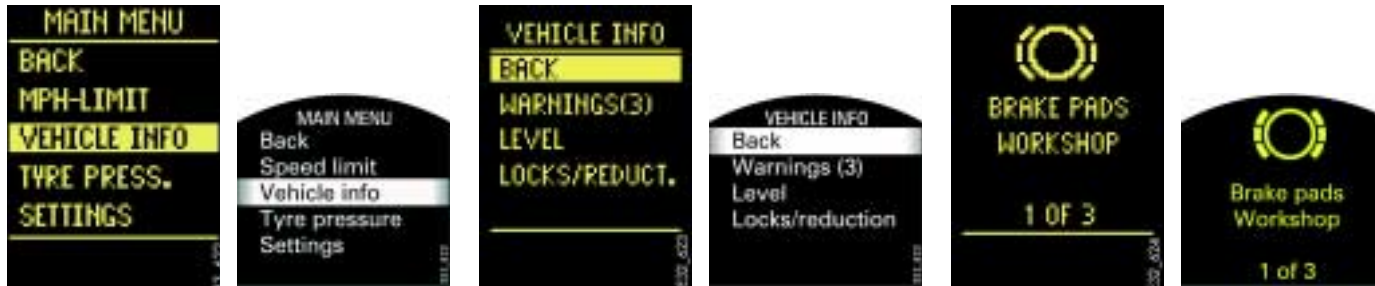 MAIN MENU
BACK
MPH-LIMIT
VEHICLE INFO
TYRE PRESS.
SETTINGS
MAIN MENU
Back
Speed limit
Vehicle info
Tyre pressure
Settings
VEHICLE INFO
BACK
WARNINGS(3)
LEVEL
LOCKS/REDUCT.
632_623
VEHICLE INFO
Back
Warnings (3)
Level
Locks/reduction
BRAKE PADS
WORKSHOP
1 OF 3
632_624
Brake pads
Workshop
1 of 3